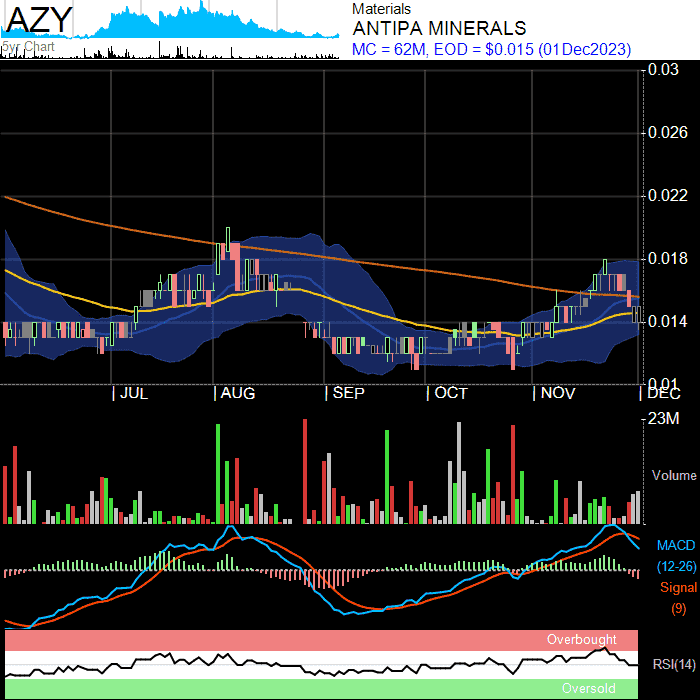 AZY
5yr Chart
Materials
ANTIPA MINERALS
MC = 62M, EOD = $0.015 (01Dec2023)
0.03
0.026
0.022
0.018
0.014
0.01
JUL
AUG
SEP
OCT
NOV
DEC
23M
Volume
MACD
(12-26)
Signal
(9)
Overbought
RSI(14)
Oversold